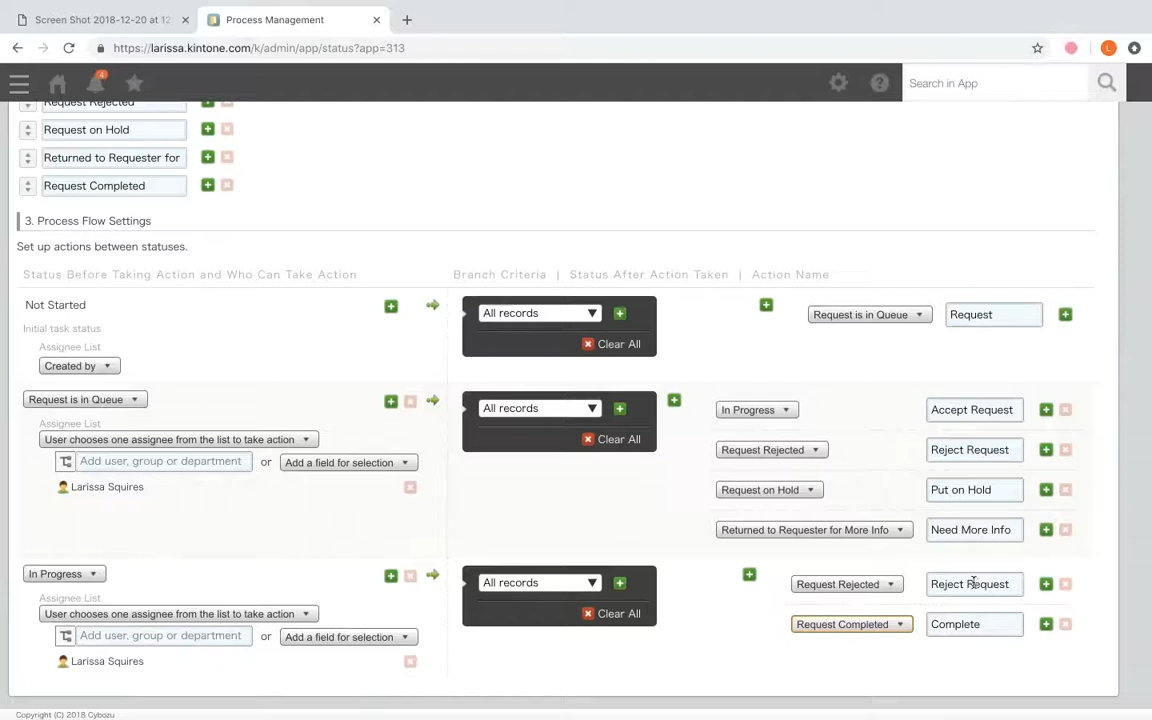 Screen Shot 2018-12-20 at 12
Process Management
https://larissa.kintone.com/k/admin/app/status?app=313
L
4
Search in App
Request Rejected
Request on Hold
Returned to Requester for
Request Completed
3. Process Flow Settings
Set up actions between statuses.
Status Before Taking Action and Who Can Take Action
Branch Criteria | Status After Action Taken | Action Name
Not Started
All records
Request is in Queue
Request
Initial task status
Clear All
Assignee List
Created by
Request is in Queue
All records
In Progress
Accept Request
Assignee List
User chooses one assignee from the list to take action
Clear All
Request Rejected
Reject Request
Add user, group or department
or
Add a field for selection
Larissa Squires
Request on Hold
Put on Hold
Returned to Requester for More Info
Need More Info
In Progress
All records
Request Rejected
Reject Request
Assignee List
User chooses one assignee from the list to take action
Clear All
Request Completed
Complete
Add user, group or department
or
Add a field for selection
Larissa Squires
Copyright (C) 2018 Cybozu